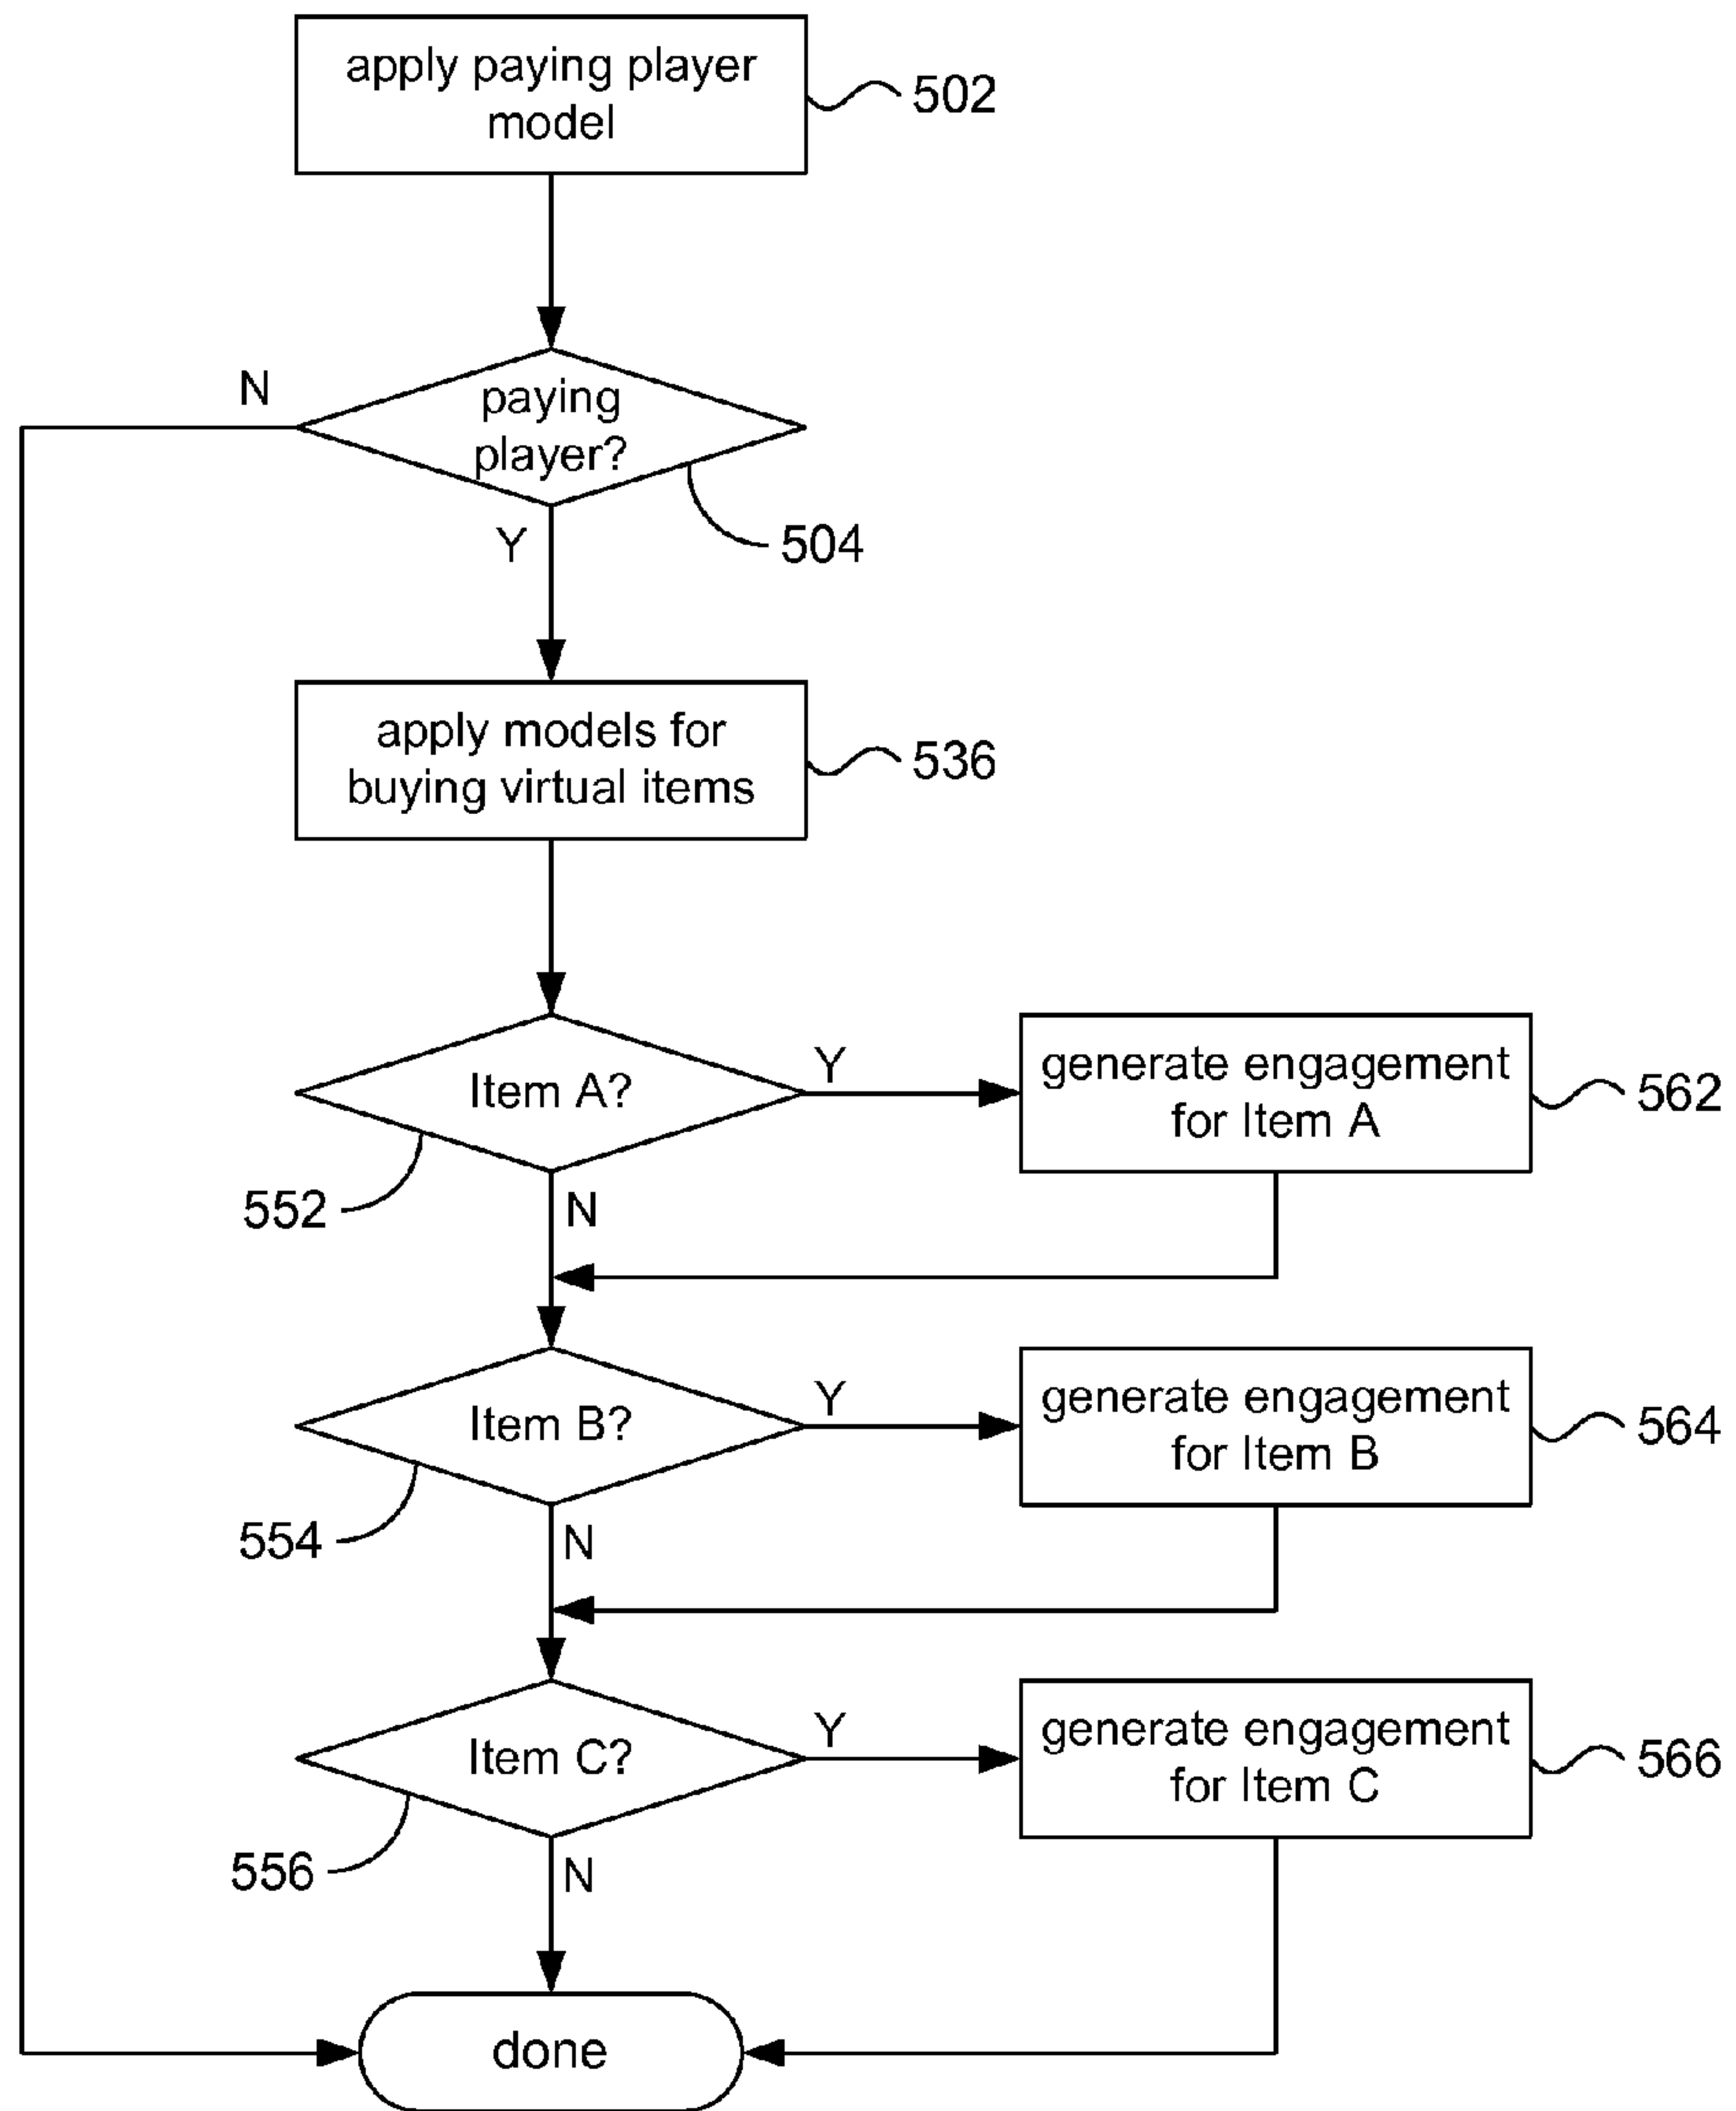 apply paying player
model
502
N
paying
player?
Y
504
apply models for
buying virtual items
536
Item A?
Y
generate engagement
for Item A
562
552
N
Item B?
Y
generate engagement
for Item B
564
554
N
Item C?
Y
generate engagement
for Item C
566
556
N
done